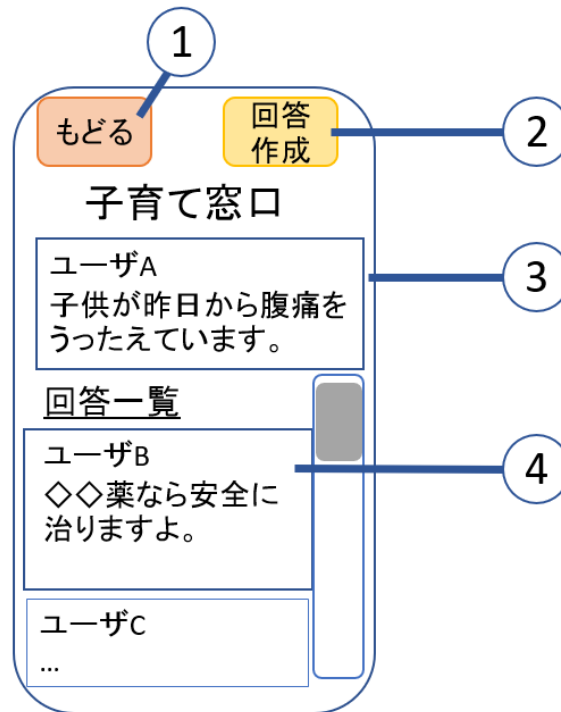 1
もどる
回答
作成
2
子育て窓口
ユーザA
子供が昨日から腹痛を
うったえています。
3
回答一覧
ユーザB
◇◇薬なら安全に
治りますよ。
4
ユーザC
...